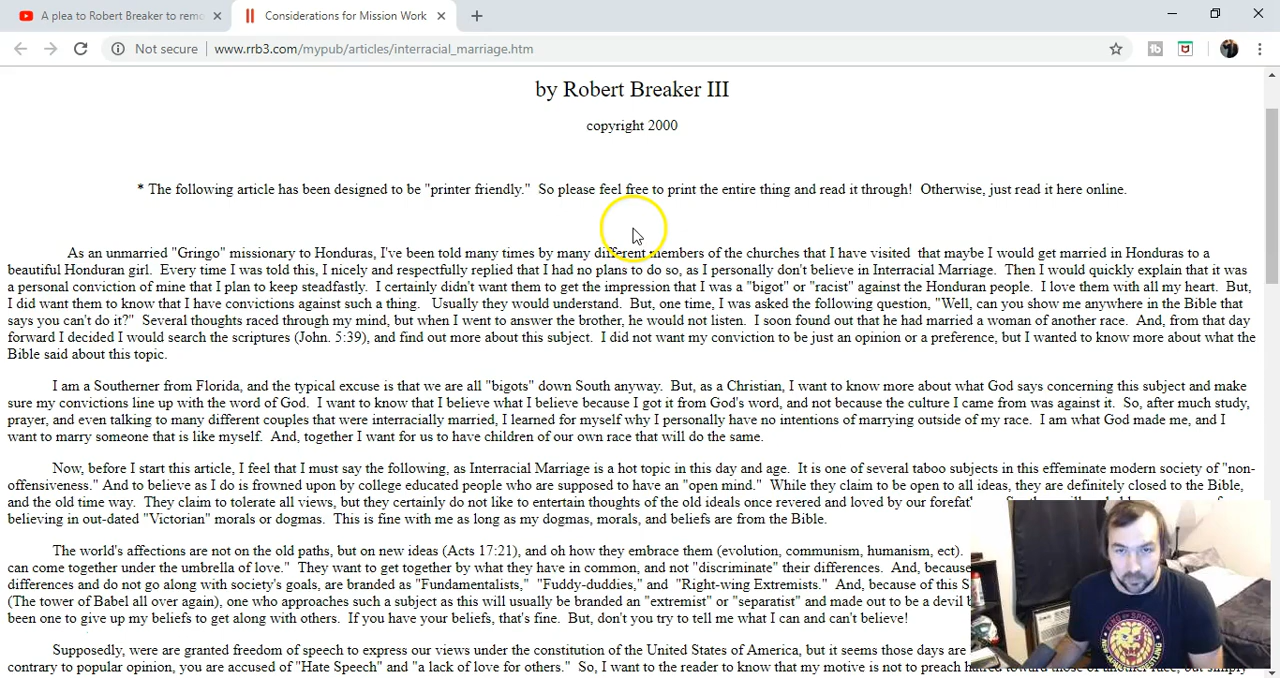 A plea to Robert Breaker to remo
Considerations for Mission Work
Not secure
www.rrb3.com/mypub/articles/interracial_marriage.htm
by Robert Breaker III
copyright 2000
* The following article has been designed to be "printer friendly."  So please feel free to print the entire thing and read it through!  Otherwise, just read it here online.
As an unmarried "Gringo" missionary to Honduras, I've been told many times by many different members of the churches that I have visited  that maybe I would get married in Honduras to a
beautiful Honduran girl.  Every time I was told this, I nicely and respectfully replied that I had no plans to do so, as I personally don't believe in Interracial Marriage.  Then I would quickly explain that it was
a personal conviction of mine that I plan to keep steadfastly.  I certainly didn't want them to get the impression that I was a "bigot" or "racist" against the Honduran people.  I love them with all my heart.  But,
I did want them to know that I have convictions against such a thing.   Usually they would understand.  But, one time, I was asked the following question, "Well, can you show me anywhere in the Bible that
says you can't do it?"  Several thoughts raced through my mind, but when I went to answer the brother, he would not listen.  I soon found out that he had married a woman of another race.  And, from that day
forward I decided I would search the scriptures (John. 5:39), and find out more about this subject.  I did not want my conviction to be just an opinion or a preference, but I wanted to know more about what the
Bible said about this topic.
I am a Southerner from Florida, and the typical excuse is that we are all "bigots" down South anyway.  But, as a Christian, I want to know more about what God says concerning this subject and make
sure my convictions line up with the word of God.  I want to know that I believe what I believe because I got it from God's word, and not because the culture I came from was against it.  So, after much study,
prayer, and even talking to many different couples that were interracially married, I learned for myself why I personally have no intentions of marrying outside of my race.  I am what God made me, and I
want to marry someone that is like myself.  And, together I want for us to have children of our own race that will do the same.
Now, before I start this article, I feel that I must say the following, as Interracial Marriage is a hot topic in this day and age.  It is one of several taboo subjects in this effeminate modern society of "non-
offensiveness."  And to believe as I do is frowned upon by college educated people who are supposed to have an "open mind."  While they claim to be open to all ideas, they are definitely closed to the Bible,
and the old time way.  They claim to tolerate all views, but they certainly do not like to entertain thoughts of the old ideals once revered and loved by our
believing in out-dated "Victorian" morals or dogmas.  This is fine with me as long as my dogmas, morals, and beliefs are from the Bible.
The world's affections are not on the old paths, but on new ideas (Acts 17:21), and oh how they embrace them (evolution, communism, humanism, ect).
can come together under the umbrella of love."  They want to get together by what they have in common, and not "discriminate" their differences.  And, because
differences and do not go along with society's goals, are branded as "Fundamentalists," "Fuddy-duddies," and "Right-wing Extremists."  And, because of this
(The tower of Babel all over again), one who approaches such a subject as this will usually be branded an "extremist" or "separatist" and made out to be a devil
been one to give up my beliefs to get along with others.  If you have your beliefs, that's fine.  But, don't you try to tell me what I can and can't believe!
Supposedly, were are granted freedom of speech to express our views under the constitution of the United States of America, but it seems those days are
contrary to popular opinion, you are accused of "Hate Speech" and "a lack of love for others."  So, I want to the reader to know that my motive is not to preach